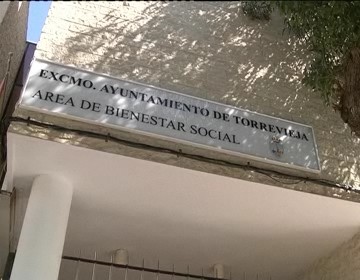 EXCMO. AYUNTAMIENTO DE TORREVIEJA
AREA DE BIENESTAR SOCIAL